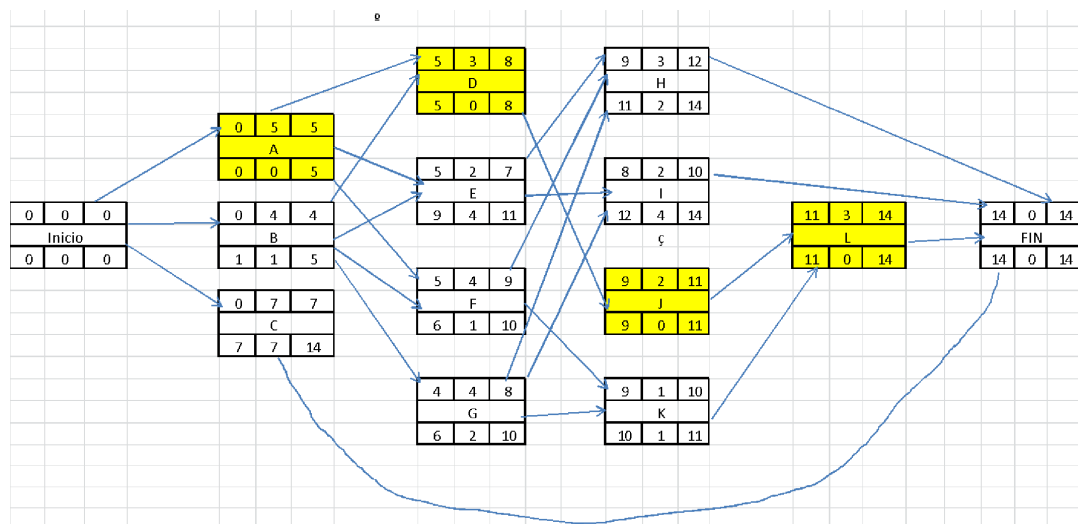 º
5 3 8
D
5 0 8
9 3 12
H
11 2 14
0 5 5
A
0 0 5
5 2 7
E
9 4 11
8 2 10
I
12 4 14
ç
0 0 0
Inicio
0 0 0
0 4 4
B
1 1 5
11 3 14
L
11 0 14
14 0 14
FIN
14 0 14
0 7 7
C
7 7 14
5 4 9
F
6 1 10
9 2 11
J
9 0 11
4 4 8
G
6 2 10
9 1 10
K
10 1 11